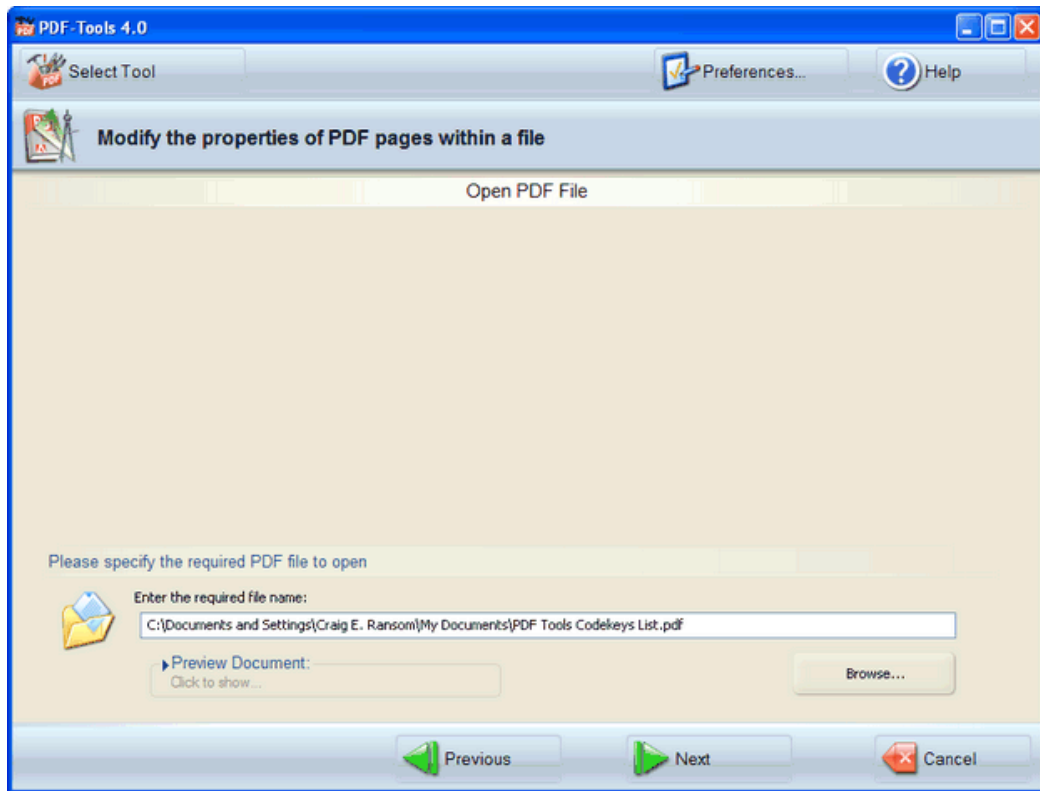 PDF-Tools 4.0
Select Tool
Preferences...
Help
Modify the properties of PDF pages within a file
Open PDF File
Please specify the required PDF file to open
Enter the required file name:
C:\Documents and Settings\Craig E. Ransom\My Documents\PDF Tools Codekeys List.pdf
Preview Document:
Click to show...
Browse...
Previous
Next
Cancel